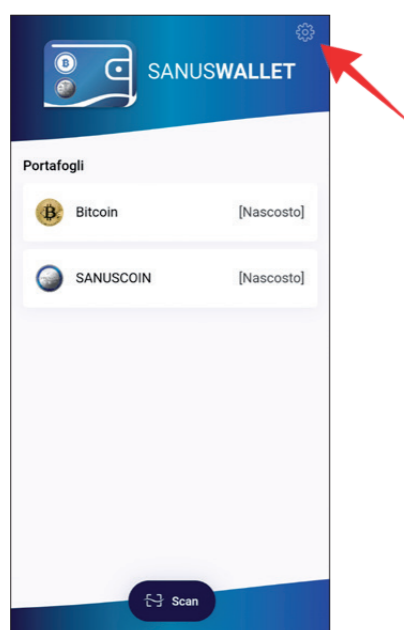 SANUSWALLET
Portafogli
Bitcoin [Nascosto]
SANUSCOIN [Nascosto]
Scan